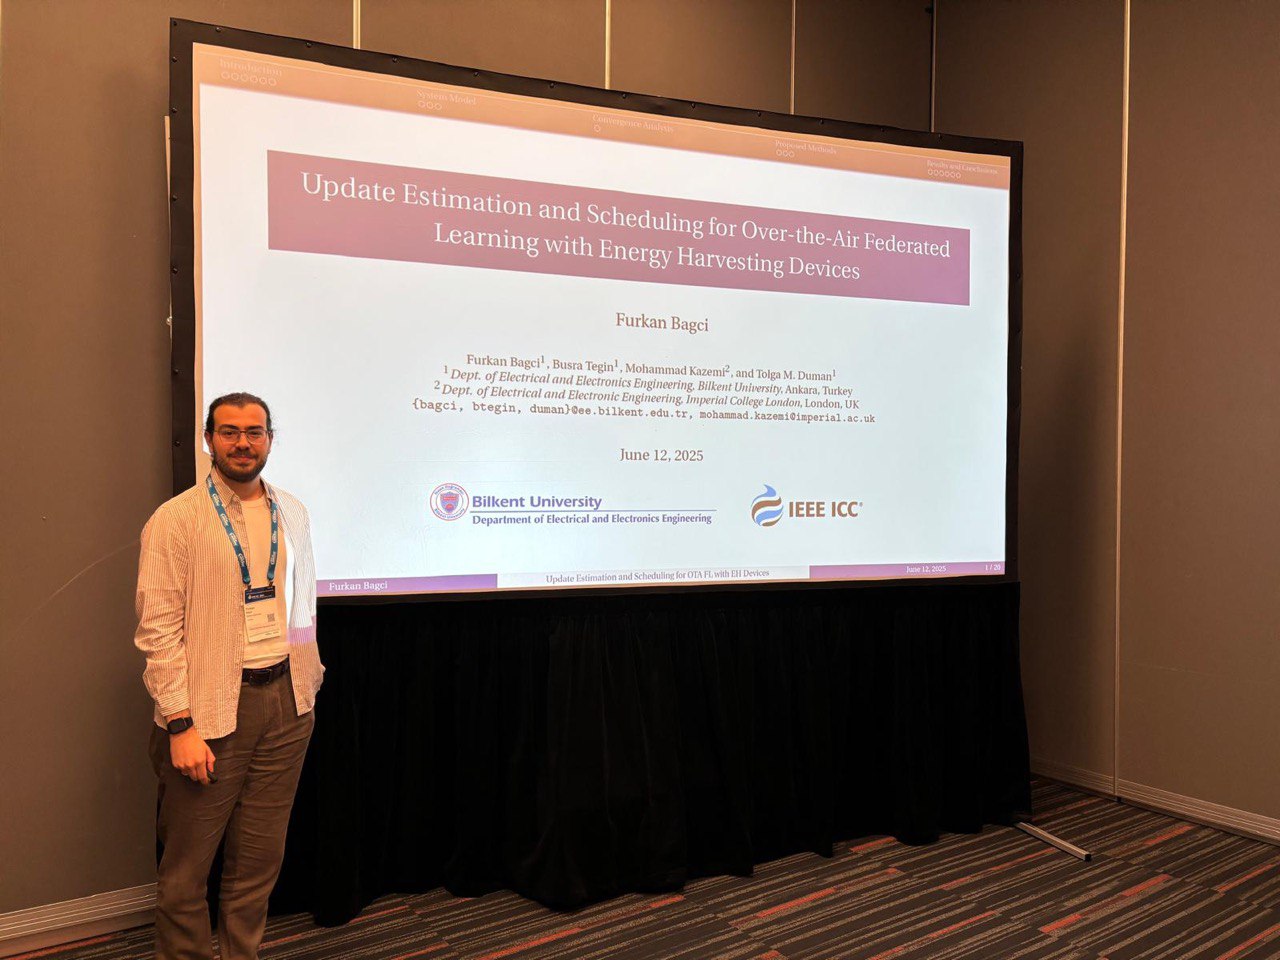 Introduction
System Model
Convergence Analysis
Proposed Methods
Results and Conclusions
Update Estimation and Scheduling for Over-the-Air Federated
Learning with Energy Harvesting Devices
Furkan Bagci
Furkan Bagci1, Busra Tegin1, Mohammad Kazemi2, and Tolga M. Duman1
1 Dept. of Electrical and Electronics Engineering, Bilkent University, Ankara, Turkey
2 Dept. of Electrical and Electronic Engineering, Imperial College London, London, UK
{bagci, btegin, duman}@ee.bilkent.edu.tr, mohammad.kazemi@imperial.ac.uk
June 12, 2025
Bilkent University
Department of Electrical and Electronics Engineering
IEEE ICC®
Furkan Bagci
Update Estimation and Scheduling for OTA FL with EH Devices
June 12, 2025
1 / 20